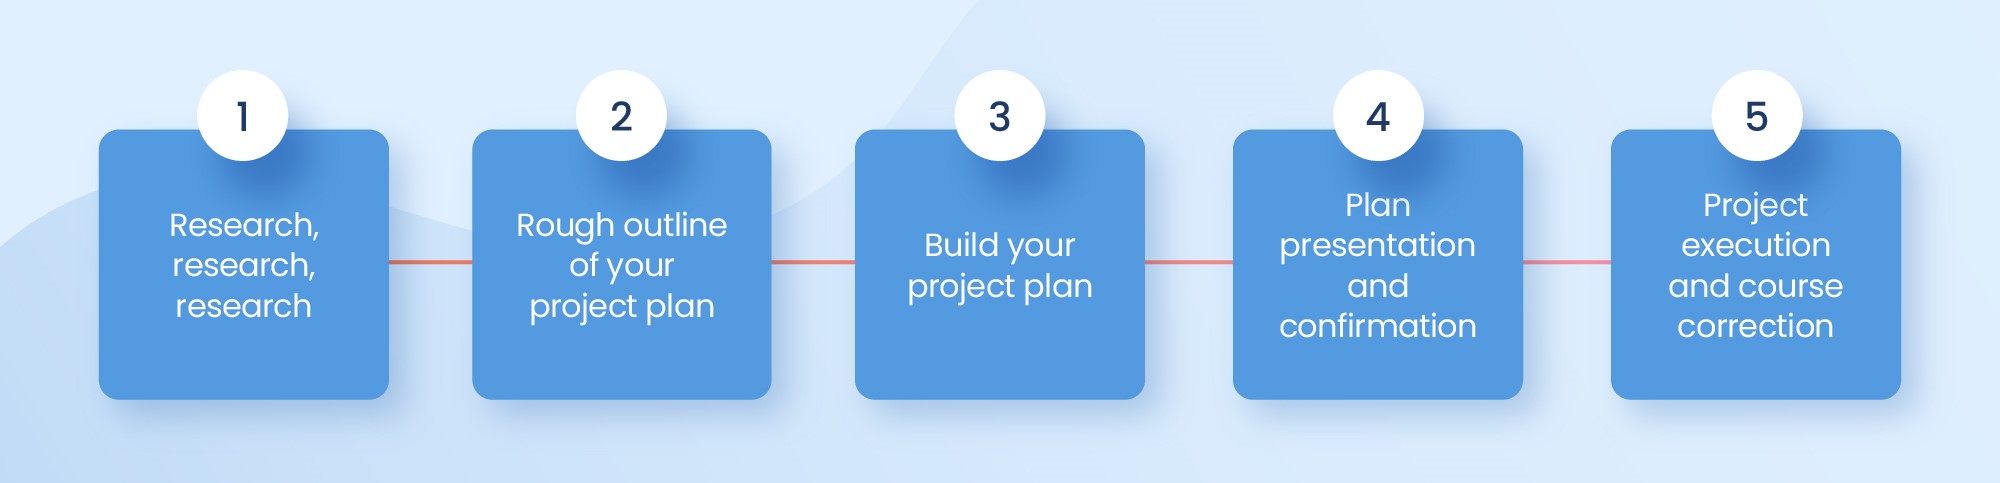 1
Research,
research,
research
2
Rough outline
of your
project plan
3
Build your
project plan
4
Plan
presentation
and
confirmation
5
Project
execution
and course
correction